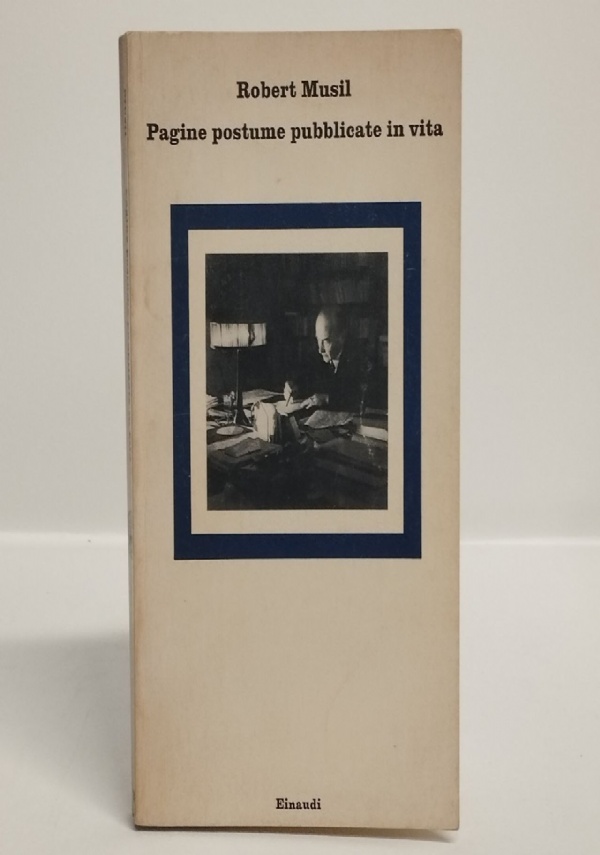 Robert Musil
Pagine postume pubblicate in vita
Einaudi